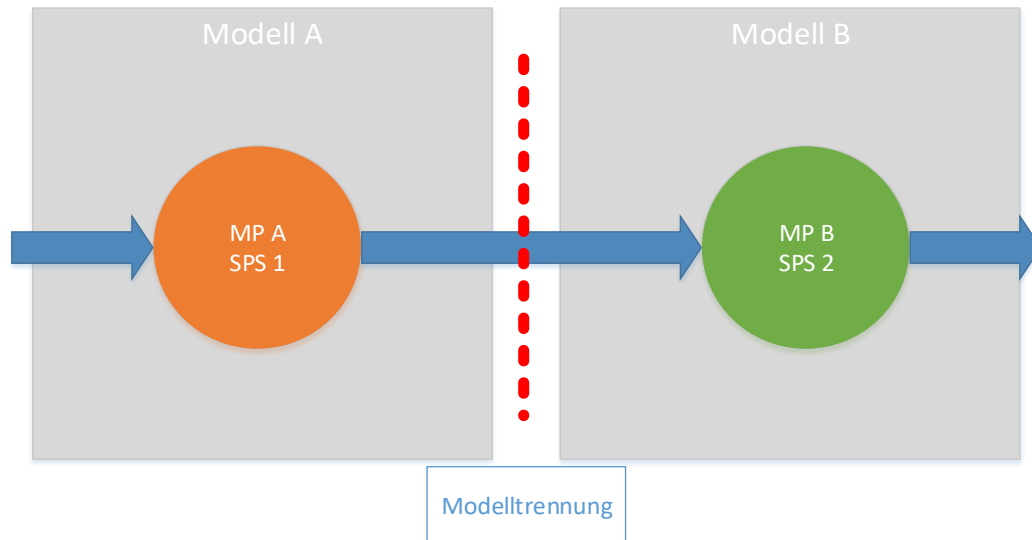 Modell A
Modell B
MP A
SPS 1
MP B
SPS 2
Modelltrennung